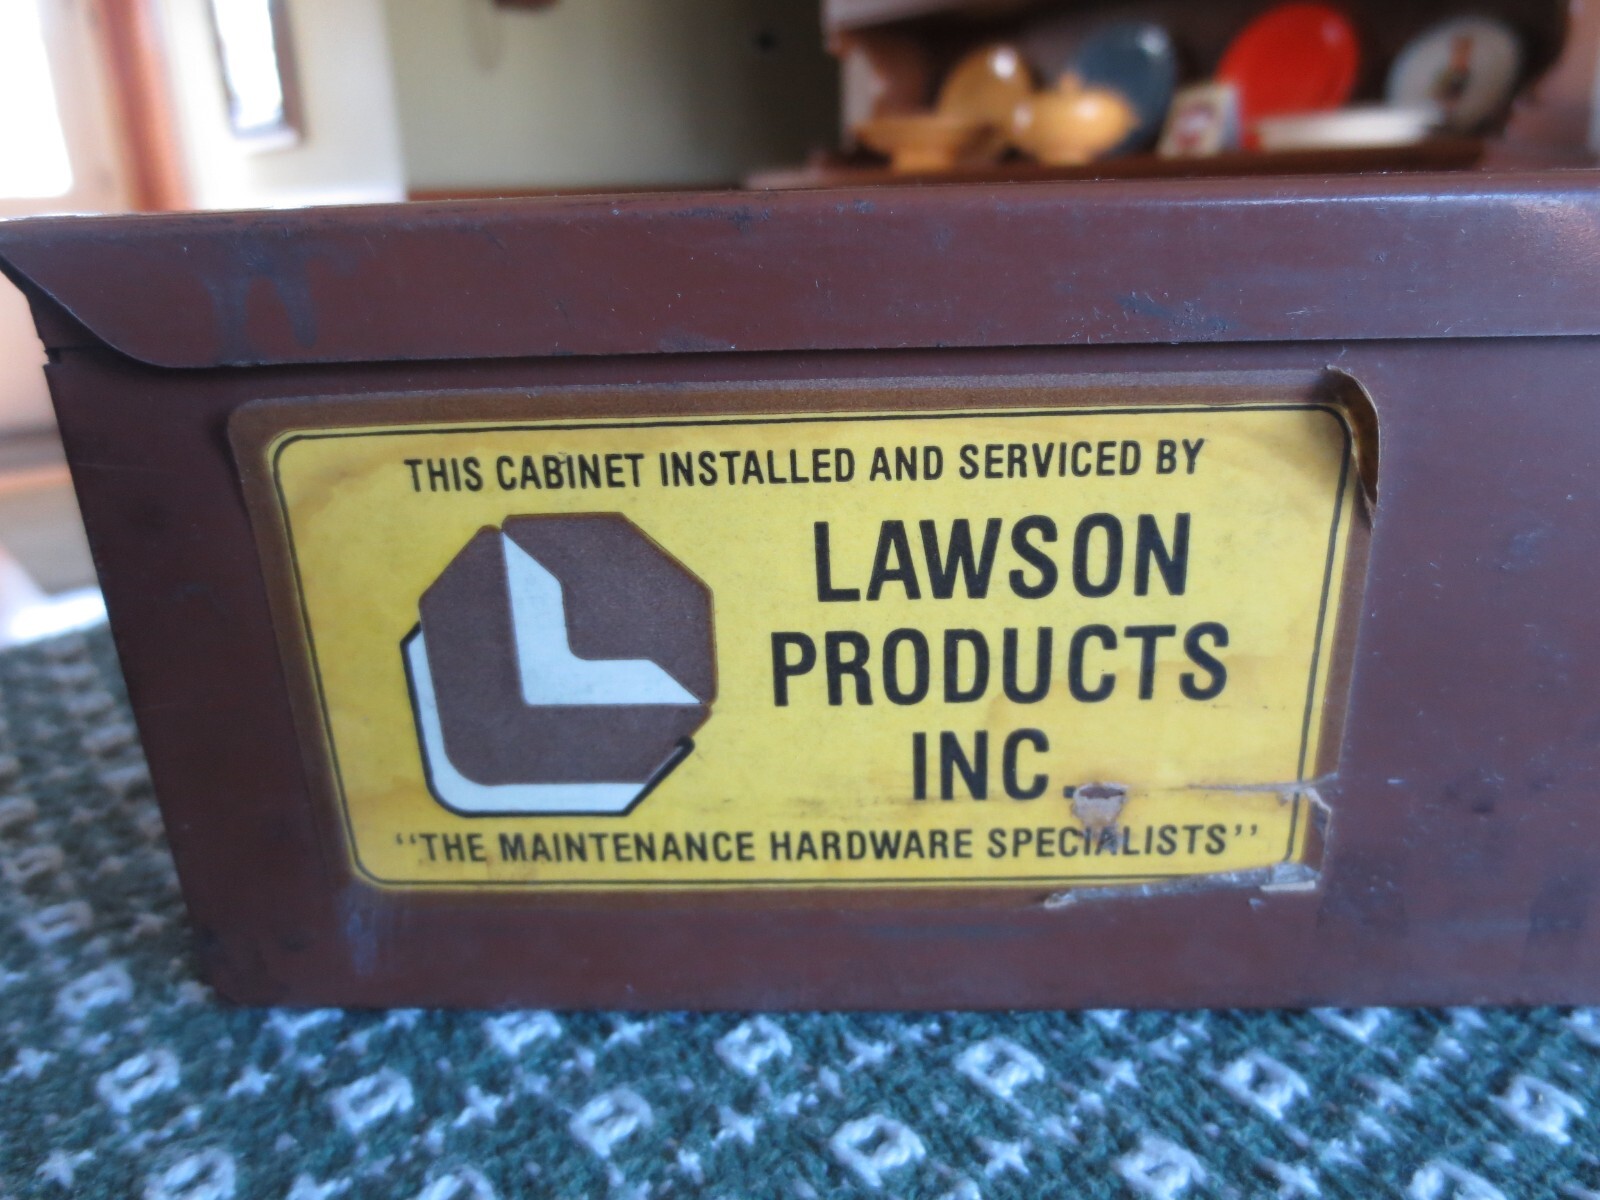 THIS CABINET INSTALLED AND SERVICED BY
LAWSON
PRODUCTS
INC.
“THE MAINTENANCE HARDWARE SPECIALISTS”